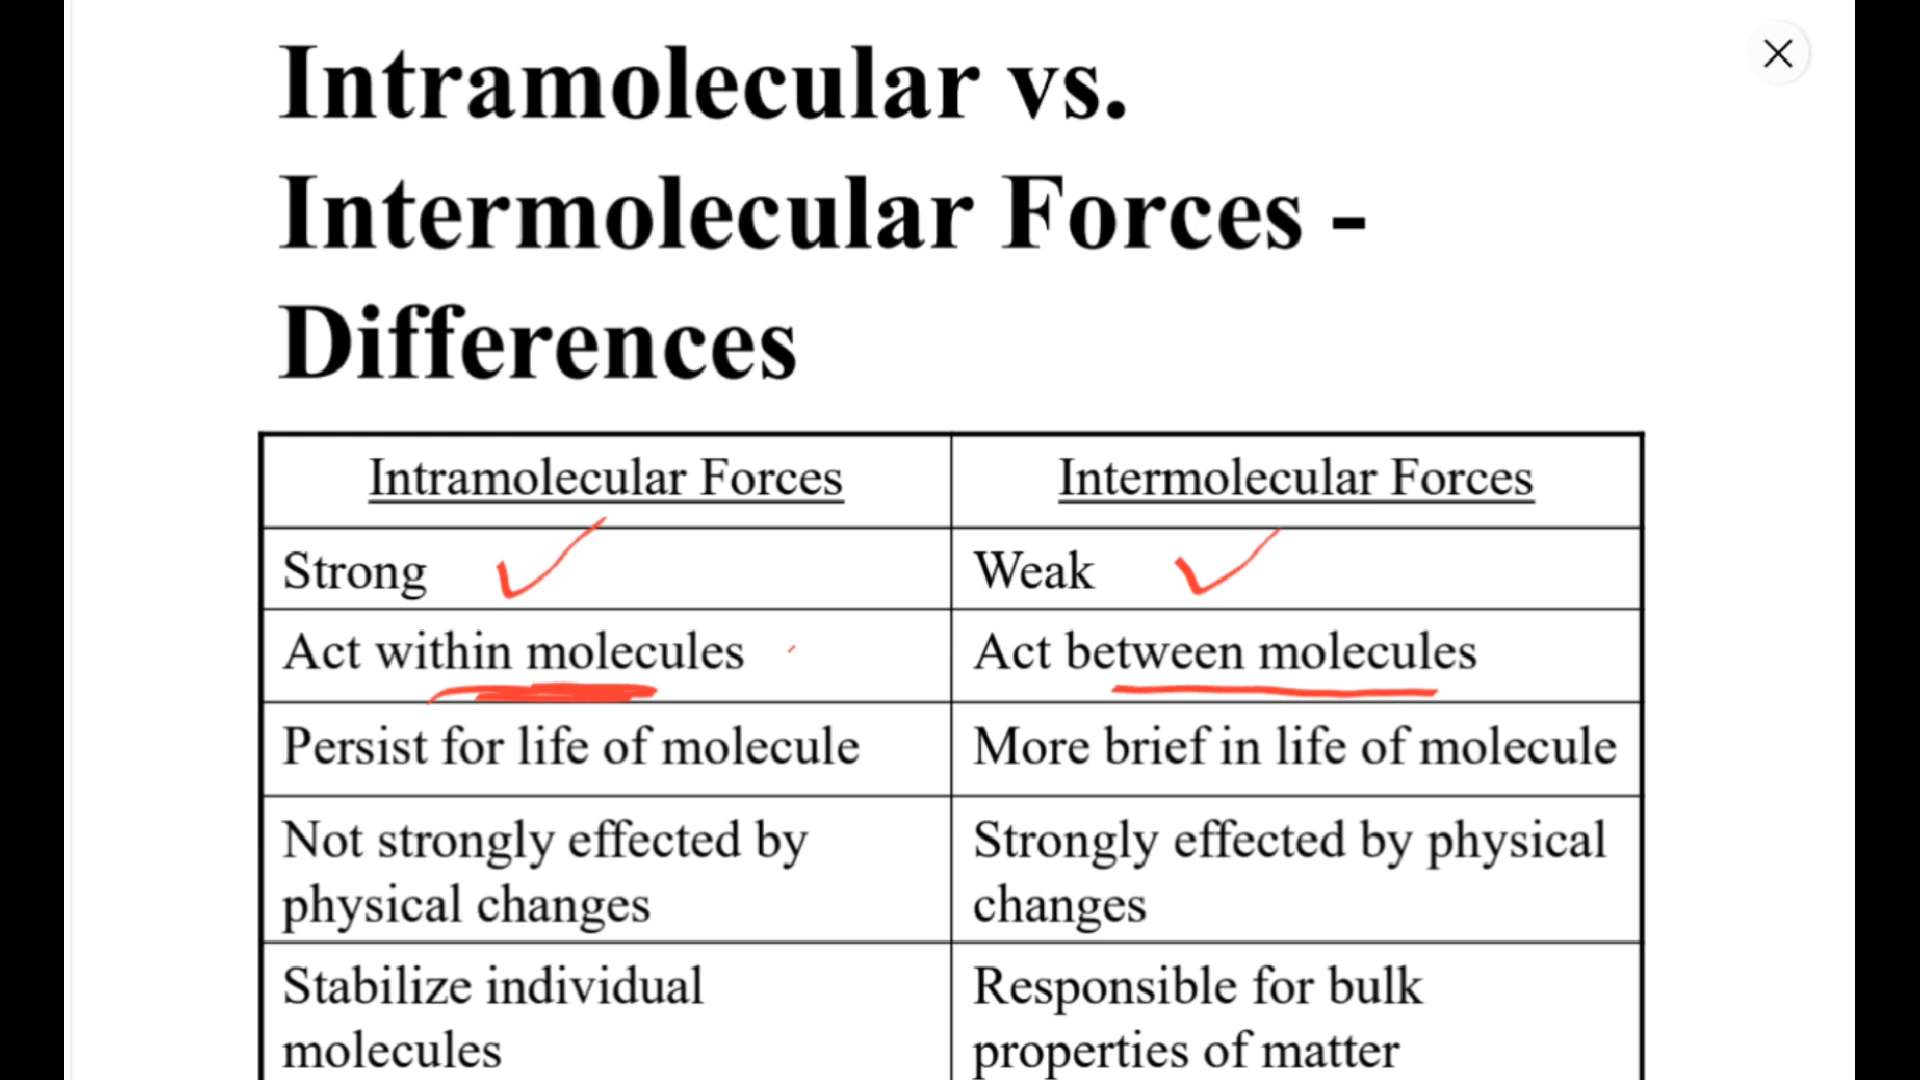 Intramolecular vs.
Intermolecular Forces -
Differences
Intramolecular Forces
Intermolecular Forces
Strong
Weak
Act within molecules
Act between molecules
Persist for life of molecule
More brief in life of molecule
Not strongly effected by
physical changes
Strongly effected by physical
changes
Stabilize individual
molecules
Responsible for bulk
properties of matter